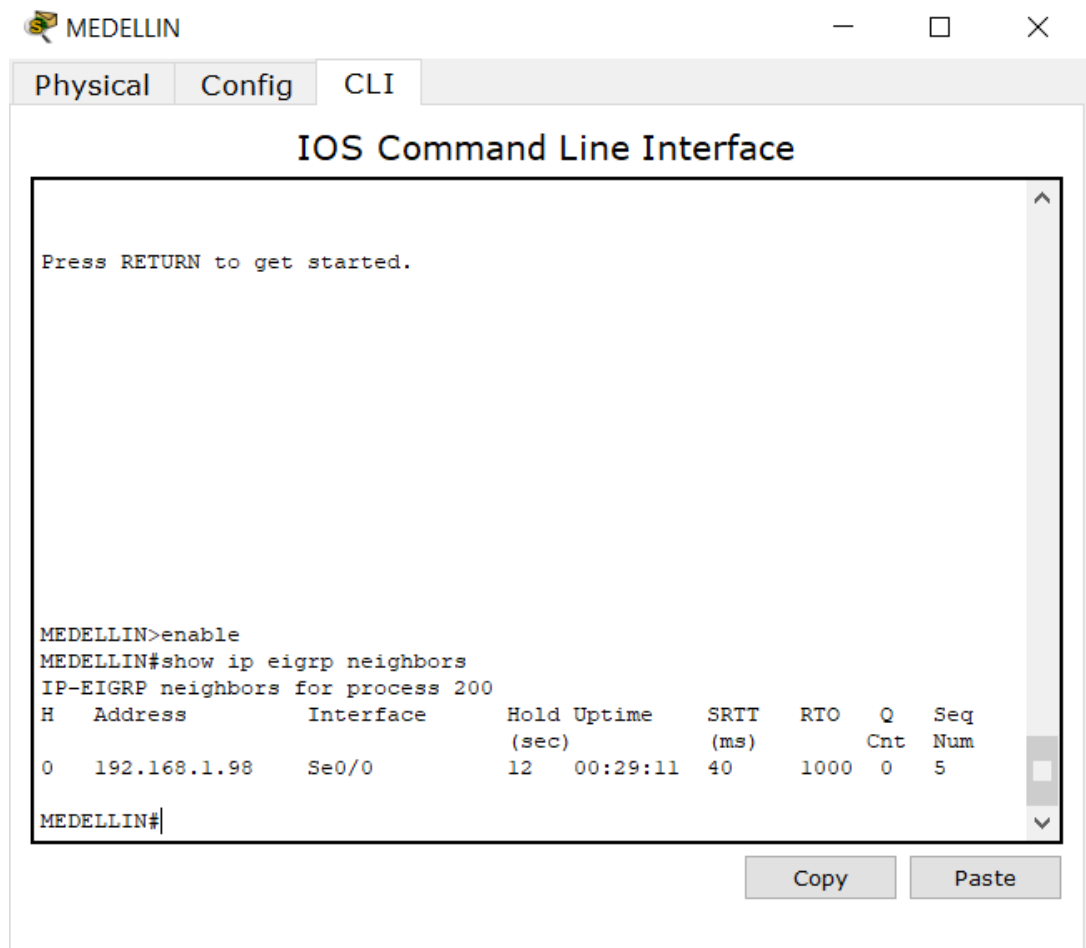 MEDELLIN
Physical Config CLI
IOS Command Line Interface
Press RETURN to get started.
MEDELLIN>enable
MEDELLIN#show ip eigrp neighbors
IP-EIGRP neighbors for process 200
H   Address         Interface      Hold Uptime    SRTT   RTO   Q   Seq
                                   (sec)          (ms)        Cnt  Num
0   192.168.1.98    Se0/0          12   00:29:11  40     1000  0   5
MEDELLIN#
Copy Paste